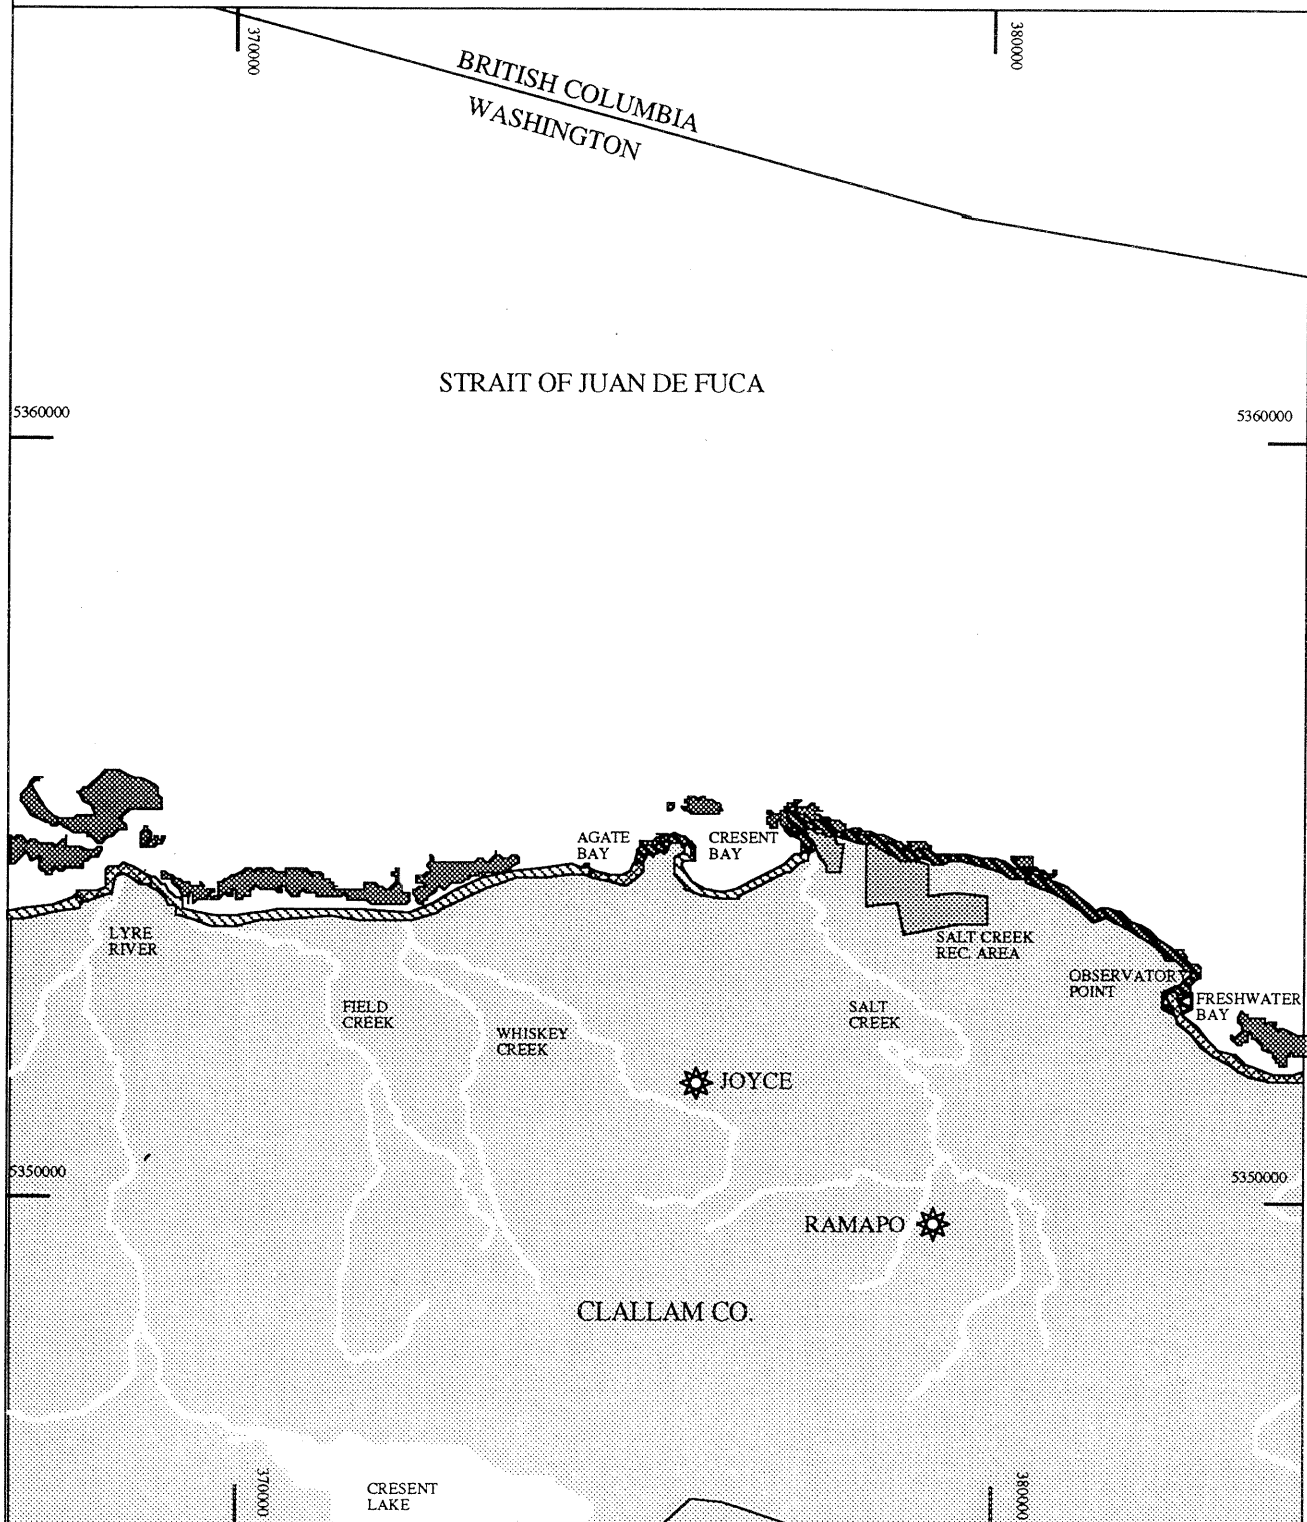 370000
380000
BRITISH COLUMBIA
WASHINGTON
STRAIT OF JUAN DE FUCA
5360000
5360000
AGATE
BAY
CRESENT
BAY
LYRE
RIVER
SALT CREEK
REC. AREA
OBSERVATORY
POINT
FRESHWATER
BAY
FIELD
CREEK
WHISKEY
CREEK
SALT
CREEK
JOYCE
5350000
5350000
RAMAPO
CLALLAM CO.
370000
380000
CRESENT
LAKE